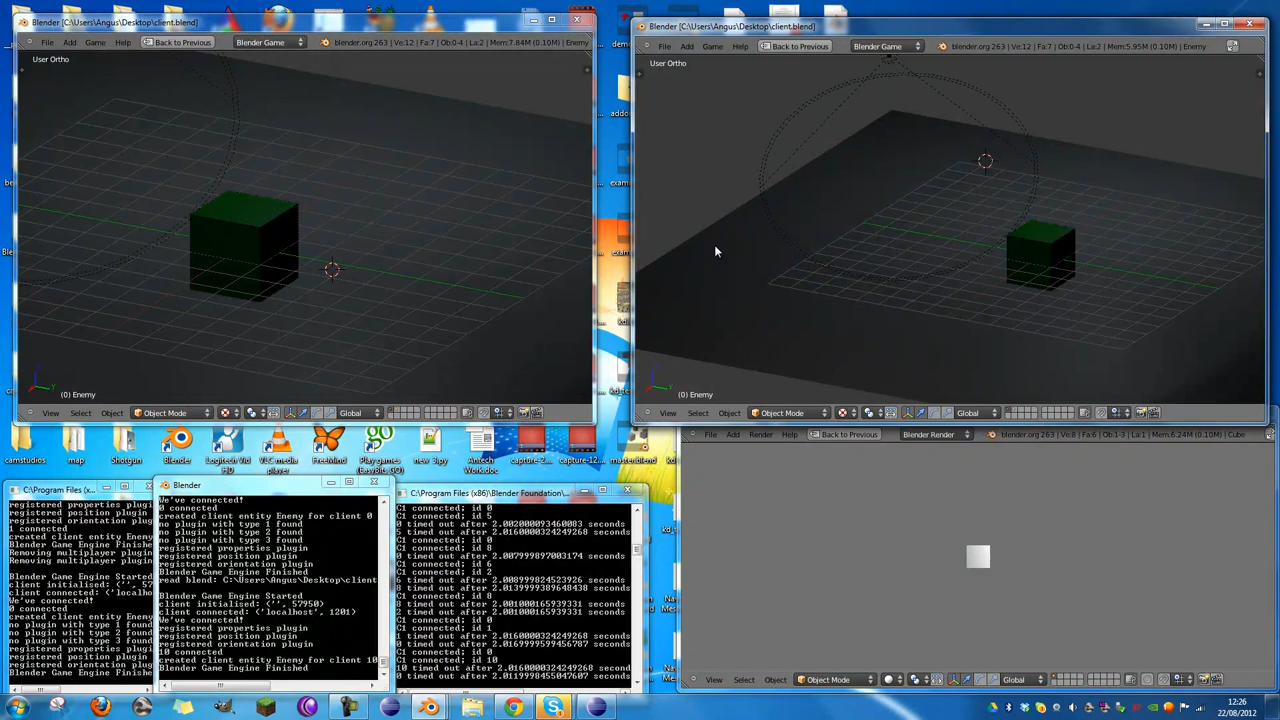 Blender [C:\Users\Angus\Desktop\client.blend]
File Add Game Help Back to Previous Blender Game blender.org 263 | Ve:12 | Fa:7 | Ob:0-4 | La:2 | Mem:7.84M (0.10M) | Enemy
User Ortho
(0) Enemy
View Select Object Object Mode Global
Blender [C:\Users\Angus\Desktop\client.blend]
File Add Game Help Back to Previous Blender Game blender.org 263 | Ve:12 | Fa:7 | Ob:0-4 | La:2 | Mem:5.95M (0.10M) | Enemy
User Ortho
(0) Enemy
View Select Object Object Mode Global
camstudios
map
Shotgun
Blender
Logitech Vid HD
VLC media player
FreeMind
Play games (EasyBits GO)
new 3.py
Antech Work.doc
capture-2...
capture-12...
master.blend
C:\Program Files (x...
registered properties plugin
registered position plugin
registered orientation plugin
1 connected
created client entity Enemy
Blender Game Engine Finishe
Removing multiplayer plugin
Removing multiplayer plugin
Blender Game Engine Started
client initialised: ('', 57
client connected: ('localho
We've connected!
0 connected
created client entity Enemy
no plugin with type 1 found
no plugin with type 2 found
no plugin with type 3 found
registered properties plugi
registered position plugin
registered orientation plug
Blender Game Engine Finishe
Blender
We've connected!
0 connected
created client entity Enemy for client 0
no plugin with type 1 found
no plugin with type 2 found
no plugin with type 3 found
registered properties plugin
registered position plugin
registered orientation plugin
Blender Game Engine Finished
read blend: C:\Users\Angus\Desktop\client
Blender Game Engine Started
client initialised: ('', 57950)
client connected: ('localhost', 1201)
We've connected!
registered properties plugin
registered position plugin
registered orientation plugin
10 connected
created client entity Enemy for client 10
Blender Game Engine Finished
C:\Program Files (x86)\Blender Foundation\...
C1 connected; id 0
C1 connected; id 5
0 timed out after 2.002000093460083 seconds
5 timed out after 2.0160000324249268 seconds
C1 connected; id 0
C1 connected; id 8
0 timed out after 2.007999897003174 seconds
C1 connected; id 6
C1 connected; id 2
6 timed out after 2.008999824523926 seconds
8 timed out after 2.0139999389648438 seconds
C1 connected; id 8
8 timed out after 2.001000165939331 seconds
2 timed out after 2.001000165939331 seconds
C1 connected; id 0
C1 connected; id 1
1 timed out after 2.0160000324249268 seconds
0 timed out after 2.0169999599456787 seconds
C1 connected; id 0
C1 connected; id 10
10 timed out after 2.0160000324249268 second
0 timed out after 2.0119998455047607 seconds
File Add Render Help Back to Previous Blender Render blender.org 263 | Ve:8 | Fa:6 | Ob:1-3 | La:1 | Mem:6.24M (0.10M) | Cube
View Select Object Object Mode Global
12:26
22/08/2012